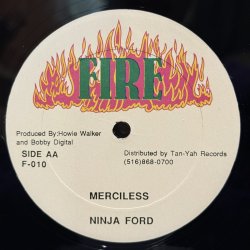 FIRE
Produced By:Howie Walker
and Bobby Digital
SIDE AA
F-010
Distributed by Tan-Yah Records
(516)868-0700
MERCILESS
NINJA FORD